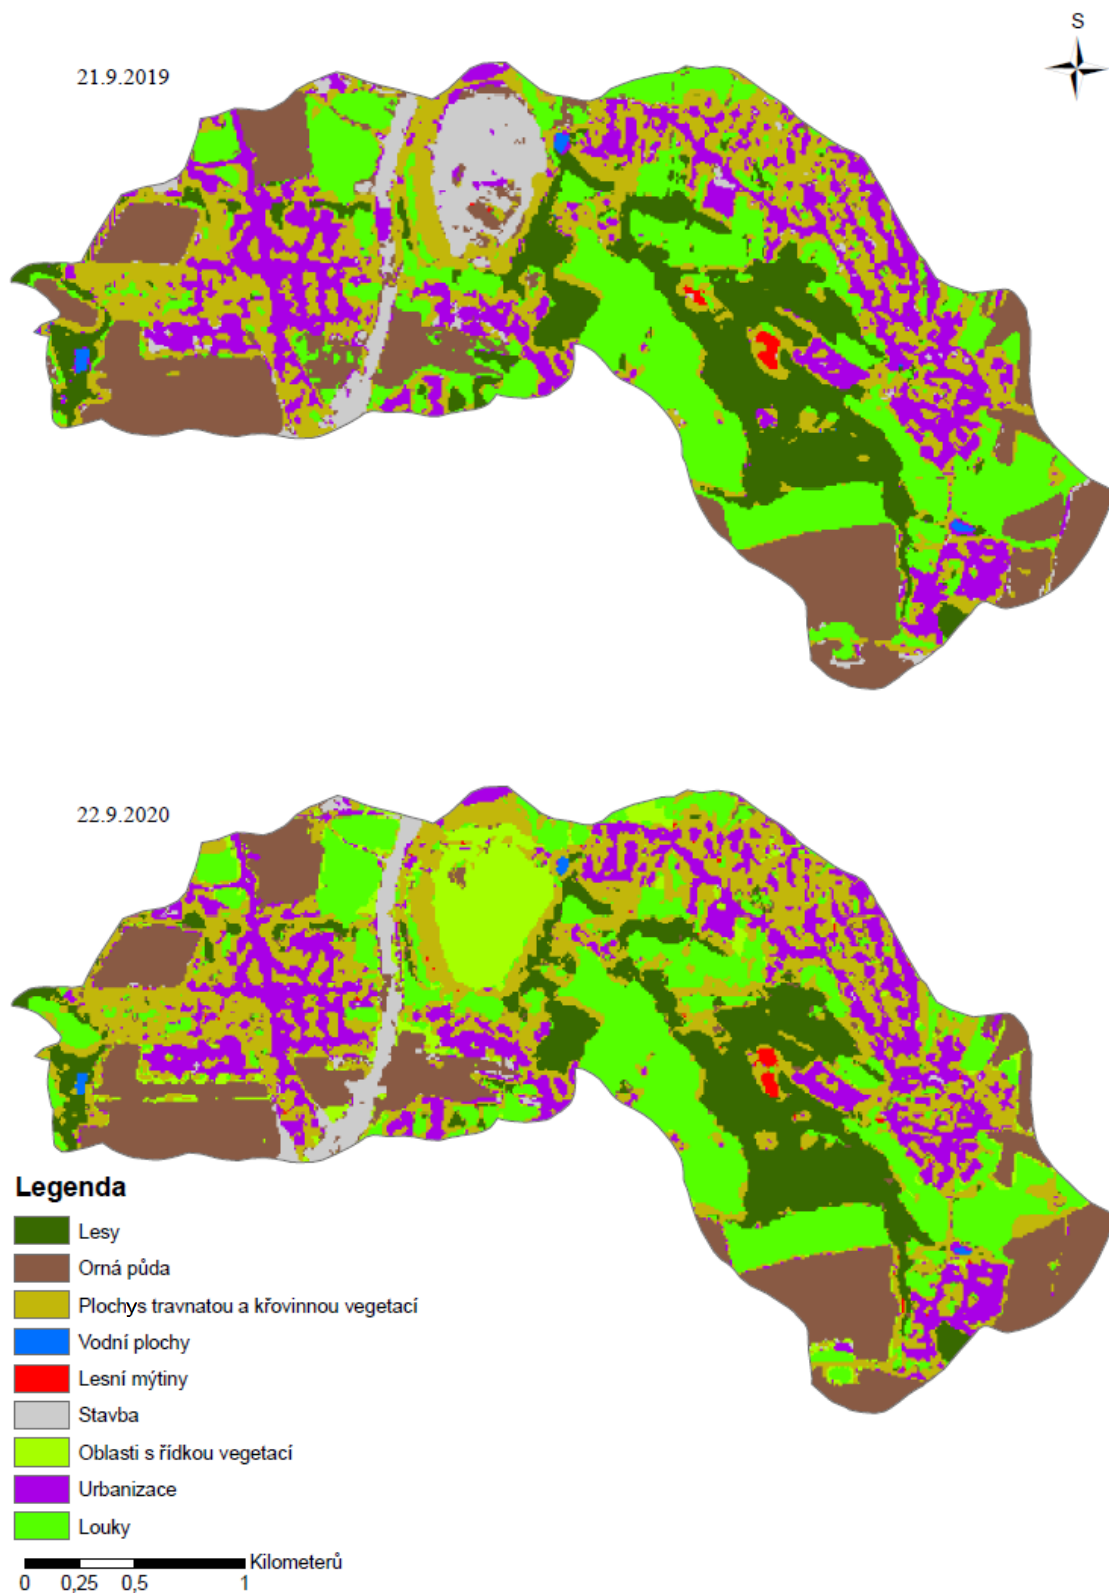 S
21.9.2019
22.9.2020
Legenda
Lesy
Orná půda
Plochys travnatou a křovinnou vegetací
Vodní plochy
Lesní mýtiny
Stavba
Oblasti s řídkou vegetací
Urbanizace
Louky
Kilometerů
0 0,25 0,5 1